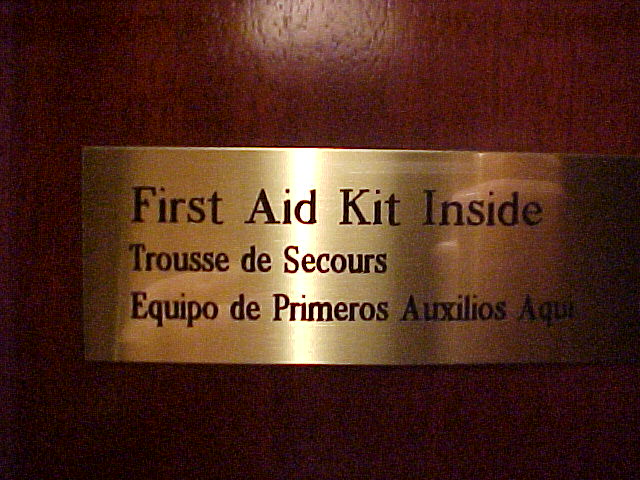 First Aid Kit Inside
Trousse de Secours
Equipo de Primeros Auxilios Aqui